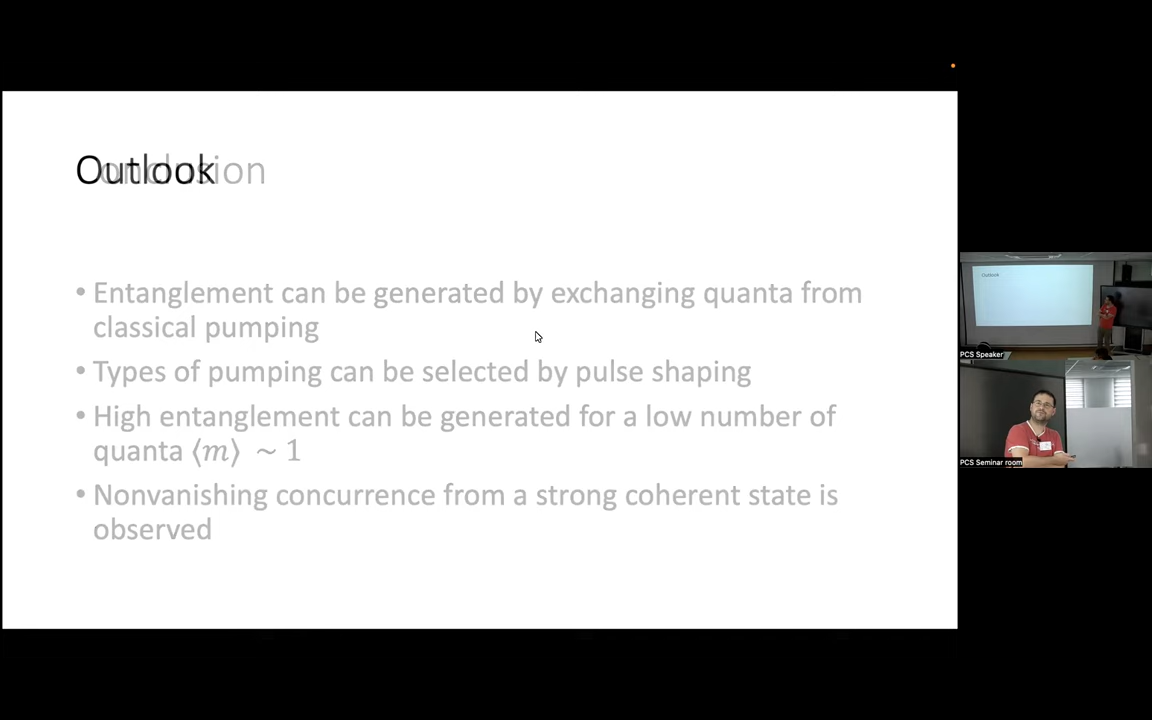 Outlook
Conclusion
• Entanglement can be generated by exchanging quanta from
classical pumping
• Types of pumping can be selected by pulse shaping
• High entanglement can be generated for a low number of
quanta ⟨m⟩ ~ 1
• Nonvanishing concurrence from a strong coherent state is
observed
Outlook
PCS Speaker
PCS Seminar room